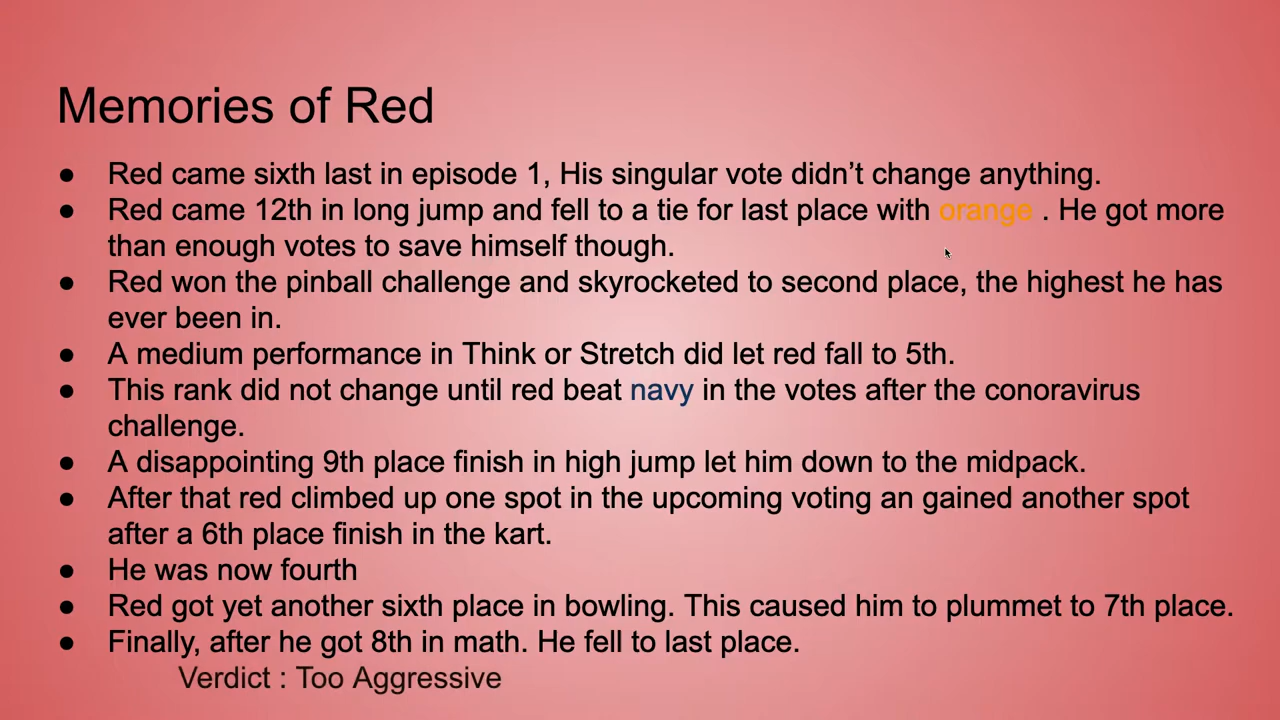 Memories of Red
● Red came sixth last in episode 1, His singular vote didn’t change anything.
● Red came 12th in long jump and fell to a tie for last place with orange . He got more
than enough votes to save himself though.
● Red won the pinball challenge and skyrocketed to second place, the highest he has
ever been in.
● A medium performance in Think or Stretch did let red fall to 5th.
● This rank did not change until red beat navy in the votes after the conoravirus
challenge.
● A disappointing 9th place finish in high jump let him down to the midpack.
● After that red climbed up one spot in the upcoming voting an gained another spot
after a 6th place finish in the kart.
● He was now fourth
● Red got yet another sixth place in bowling. This caused him to plummet to 7th place.
● Finally, after he got 8th in math. He fell to last place.
Verdict : Too Aggressive